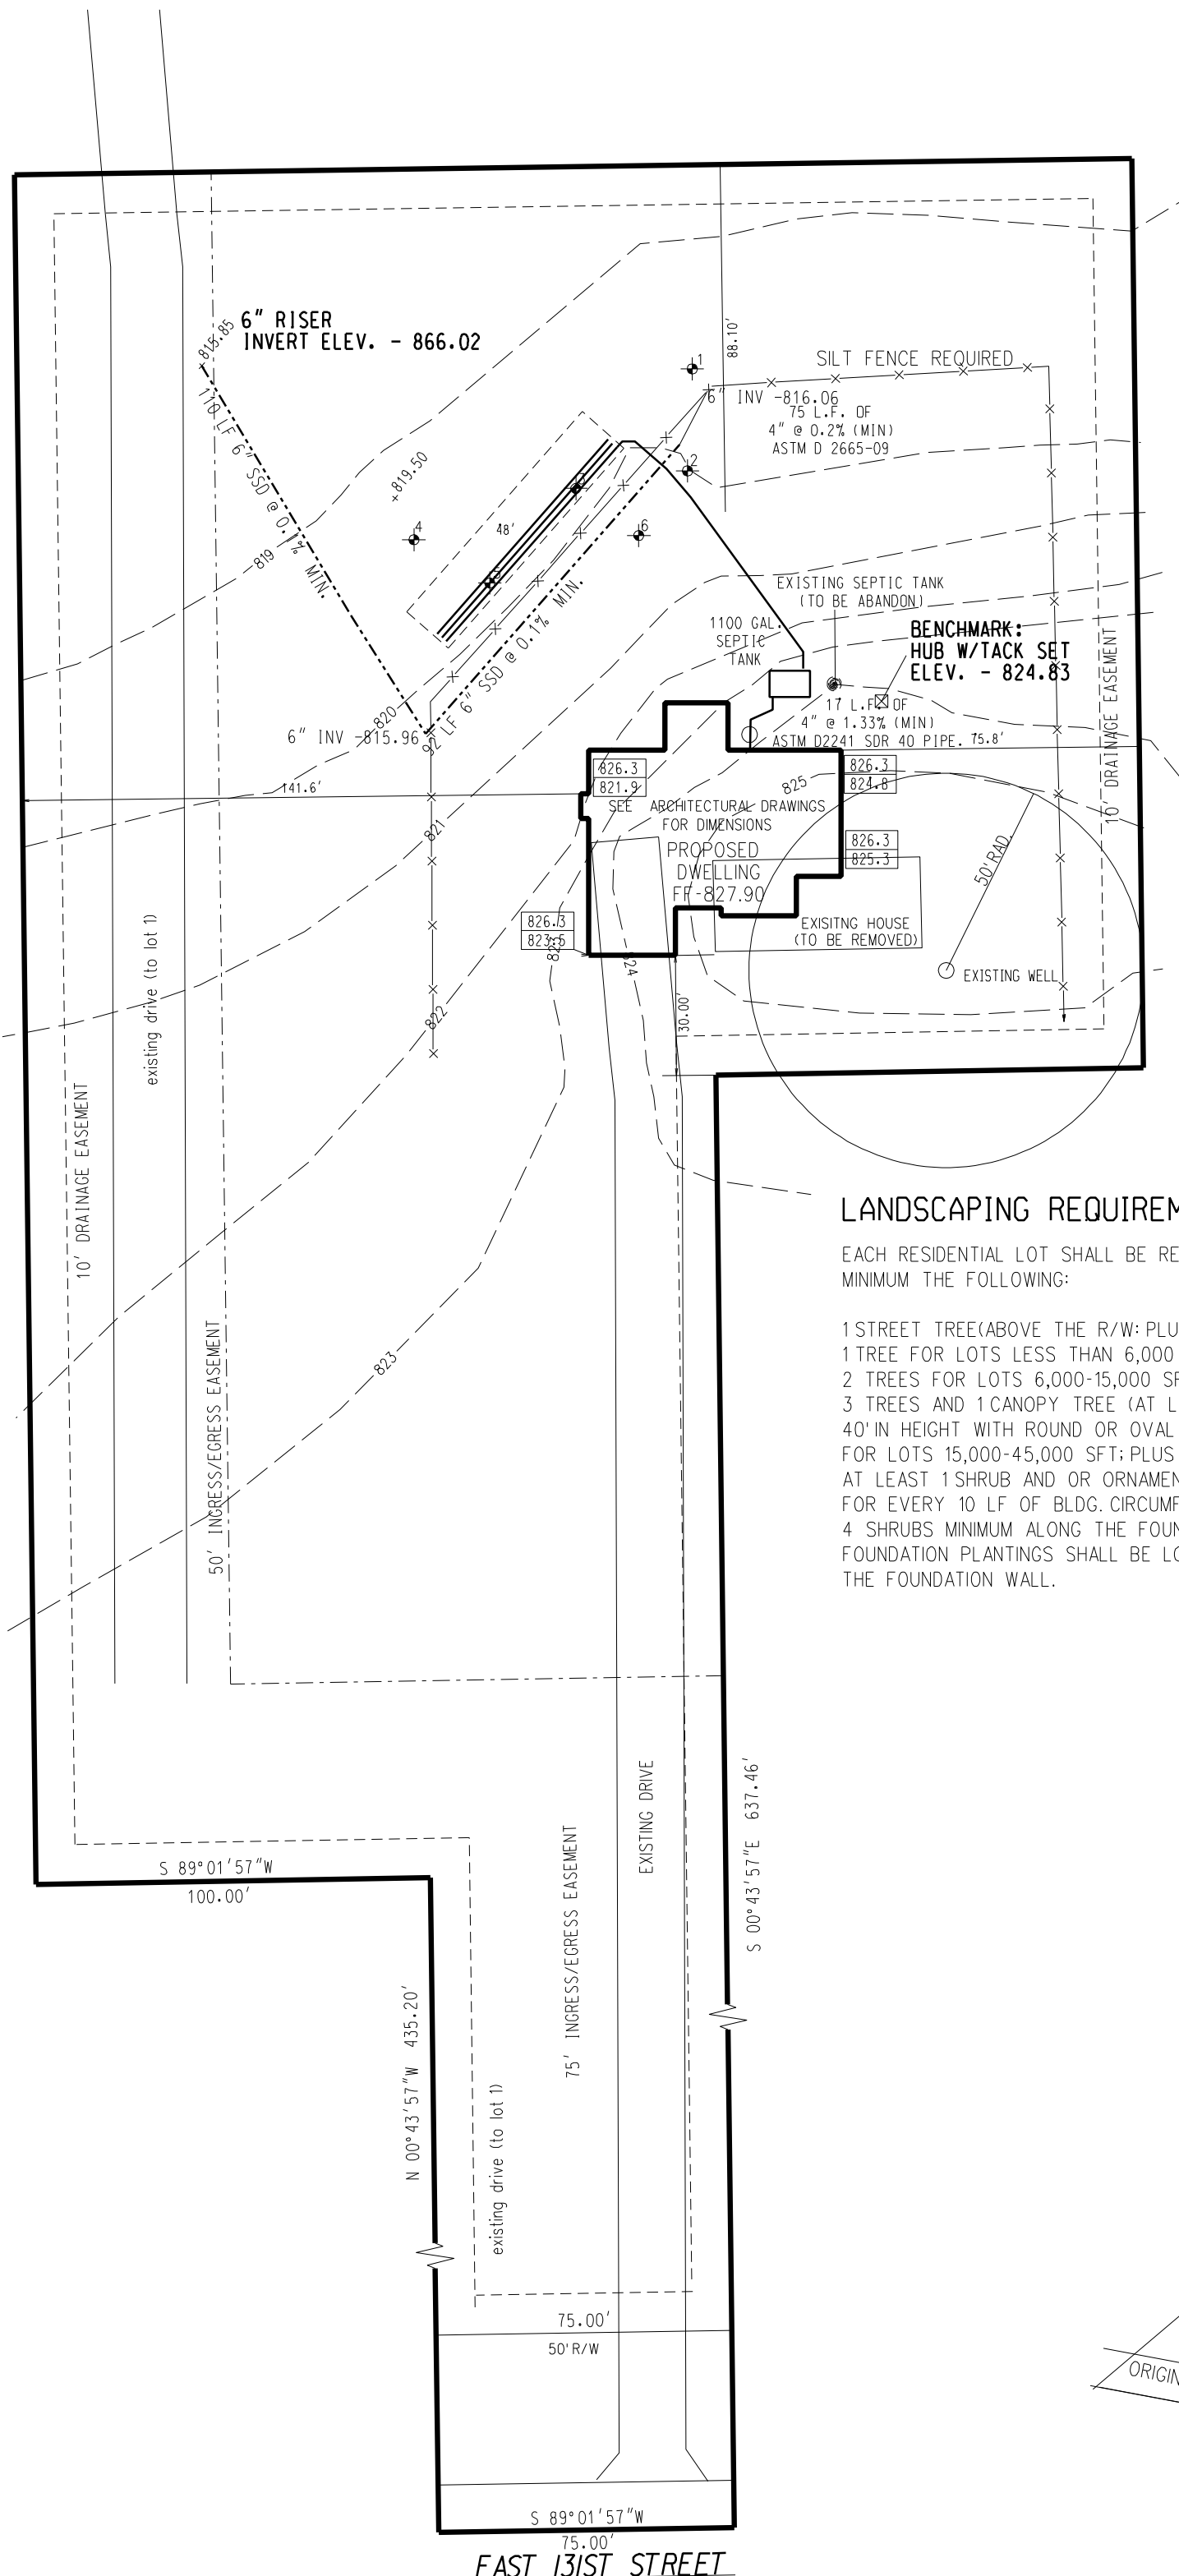 6" RISER
INVERT ELEV. - 866.02
+815.85
110 LF 6" SSD @ 0.1% MIN.
88.10'
1
SILT FENCE REQUIRED
6" INV -816.06
75 L.F. OF
4" @ 0.2% (MIN)
ASTM D 2665-09
+819.50
2
4
48'
6
819
EXISTING SEPTIC TANK
(TO BE ABANDON)
1100 GAL.
SEPTIC
TANK
BENCHMARK:
HUB W/TACK SET
ELEV. - 824.83
10' DRAINAGE EASEMENT
92 LF 6" SSD @ 0.1% MIN.
820
6" INV -815.96
17 L.F. OF
4" @ 1.33% (MIN)
ASTM D2241 SDR 40 PIPE.
75.8'
141.6'
826.3
821.9
826.3
824.8
825
821
SEE ARCHITECTURAL DRAWINGS
FOR DIMENSIONS
PROPOSED
DWELLING
FF-827.90
826.3
825.3
50'RAD.
826.3
823.5
EXISITNG HOUSE
(TO BE REMOVED)
823
824
EXISTING WELL
30.00'
822
existing drive (to lot 1)
10' DRAINAGE EASEMENT
LANDSCAPING REQUIREM
EACH RESIDENTIAL LOT SHALL BE RE
MINIMUM THE FOLLOWING:
1 STREET TREE(ABOVE THE R/W: PLU
1 TREE FOR LOTS LESS THAN 6,000
2 TREES FOR LOTS 6,000-15,000 SF
3 TREES AND 1 CANOPY TREE (AT L
40' IN HEIGHT WITH ROUND OR OVAL
FOR LOTS 15,000-45,000 SFT; PLUS
AT LEAST 1 SHRUB AND OR ORNAMEN
FOR EVERY 10 LF OF BLDG. CIRCUMF
4 SHRUBS MINIMUM ALONG THE FOUN
FOUNDATION PLANTINGS SHALL BE LO
THE FOUNDATION WALL.
823
50' INGRESS/EGRESS EASEMENT
EXISTING DRIVE
S 00°43'57"E 637.46'
S 89°01'57"W
100.00'
75' INGRESS/EGRESS EASEMENT
N 00°43'57"W 435.20'
existing drive (to lot 1)
75.00'
50'R/W
ORIGIN
S 89°01'57"W
75.00'
EAST 131ST STREET